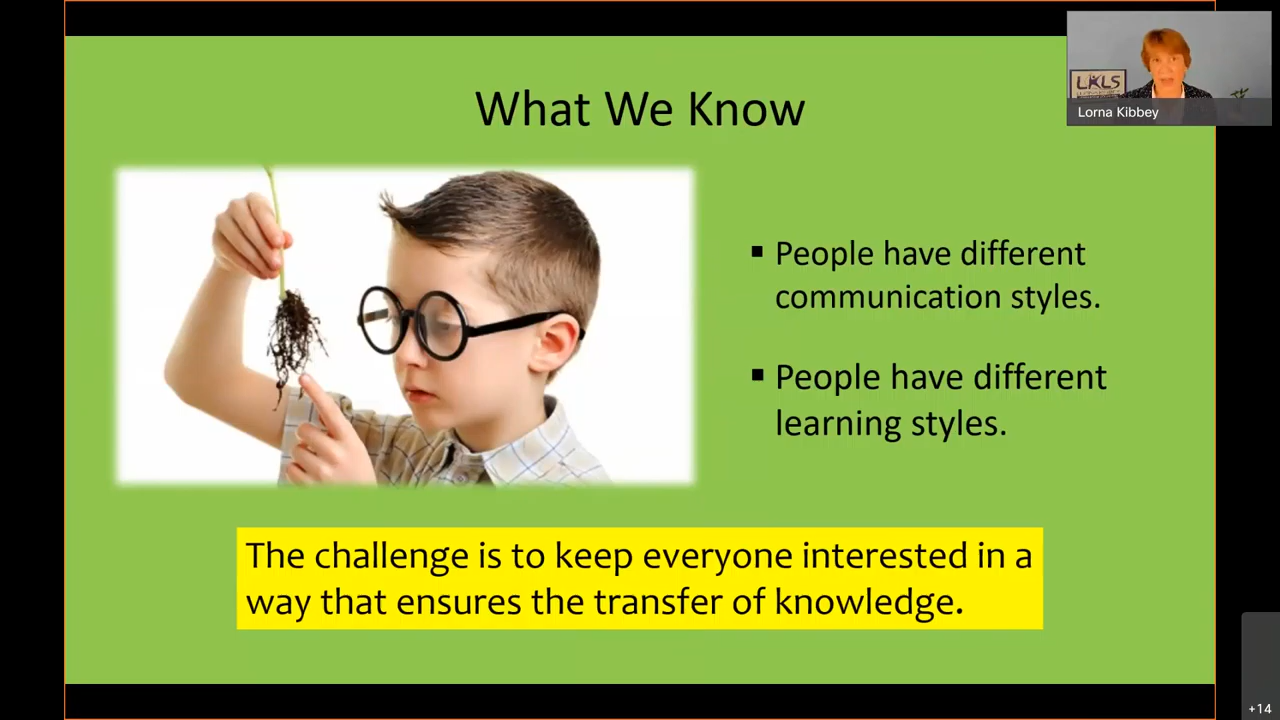 What We Know
LKLS
Lorna Kibbey
▪ People have different
communication styles.
▪ People have different
learning styles.
The challenge is to keep everyone interested in a
way that ensures the transfer of knowledge.
+14